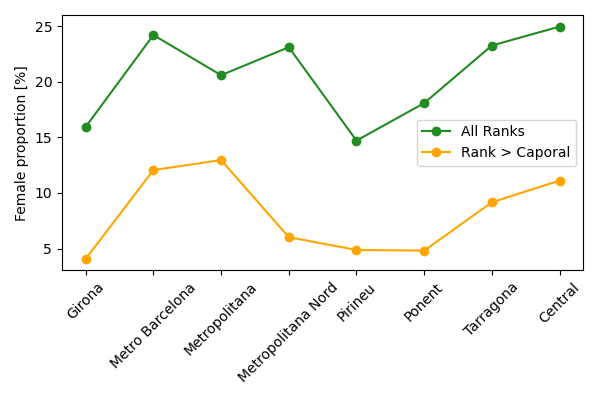 Female proportion [%]
25
20
15
10
5
All Ranks
Rank > Caporal
Girona
Metro Barcelona
Metropolitana
Metropolitana Nord
Pirineu
Ponent
Tarragona
Central